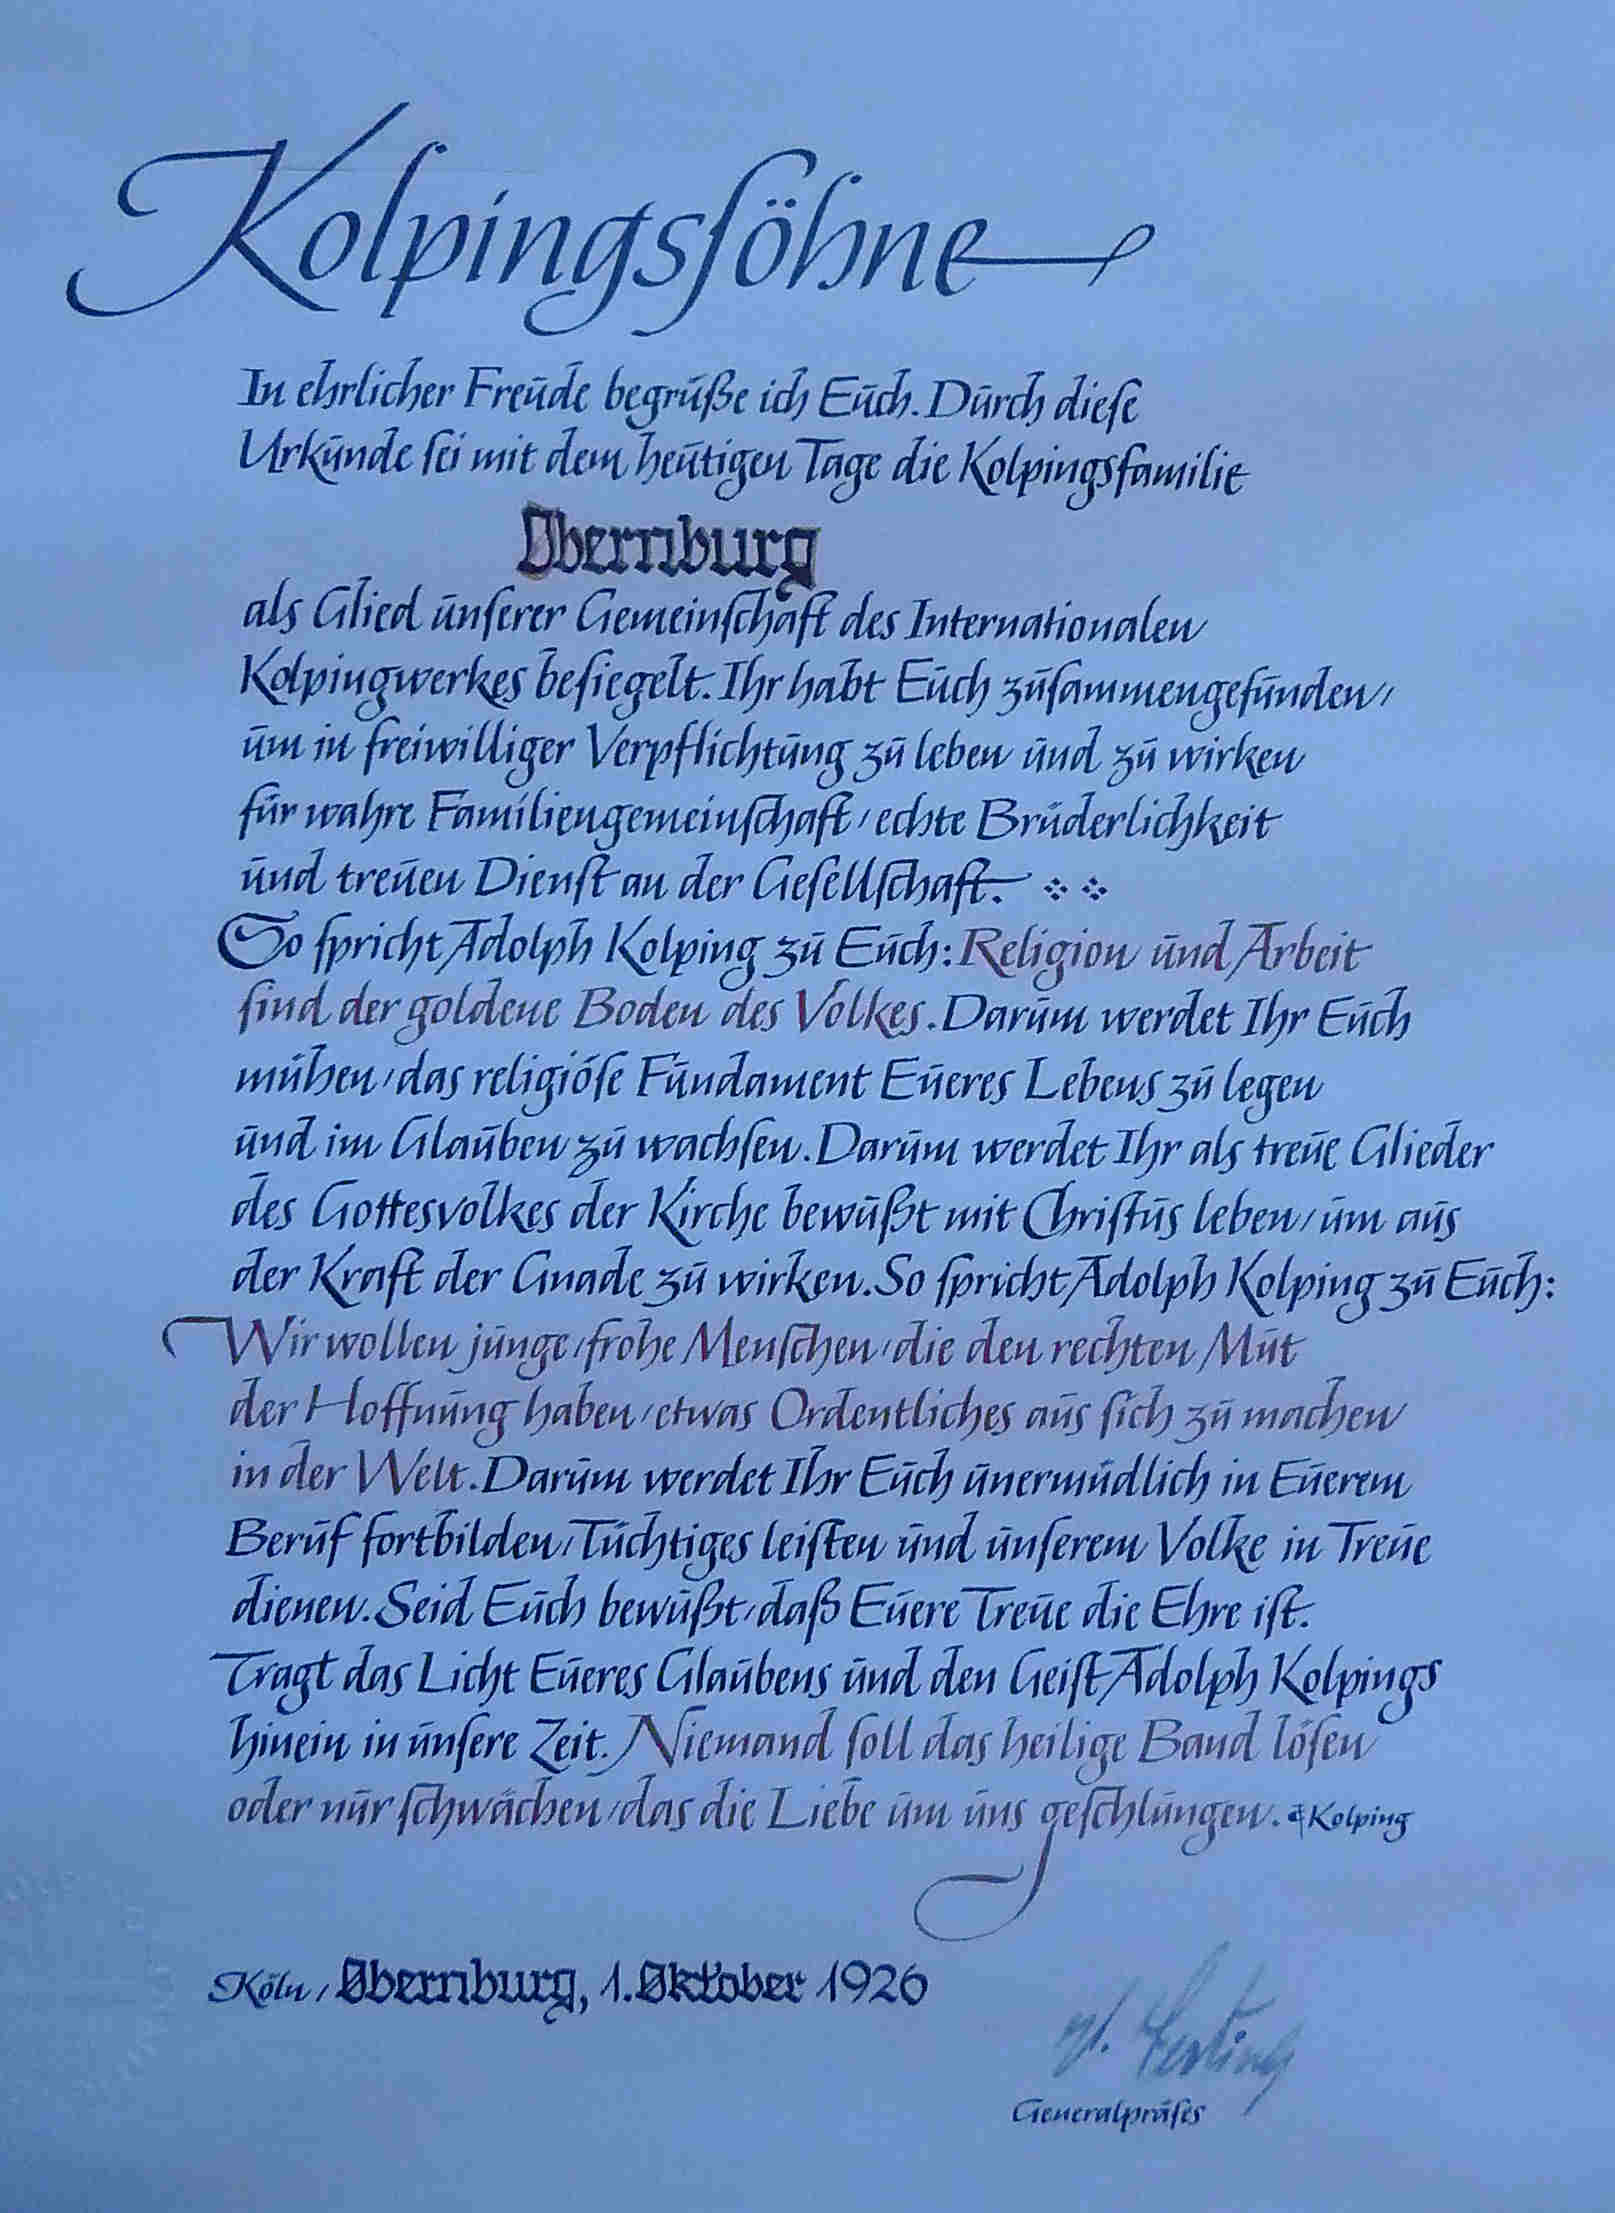 Kolpingssöhne
In ehrlicher Freude begrüße ich Euch. Durch diese
Urkunde sei mit dem heutigen Tage die Kolpingsfamilie
Obernburg
als Glied unserer Gemeinschaft des Internationalen
Kolpingwerkes besiegelt. Ihr habt Euch zusammengefunden,
um in freiwilliger Verpflichtung zu leben und zu wirken
für wahre Familiengemeinschaft, echte Brüderlichkeit
und treuen Dienst an der Gesellschaft.
So spricht Adolph Kolping zu Euch: Religion und Arbeit
sind der goldene Boden des Volkes. Darum werdet Ihr Euch
mühen, das religiöse Fundament Eueres Lebens zu legen
und im Glauben zu wachsen. Darum werdet Ihr als treue Glieder
des Gottesvolkes der Kirche bewußt mit Christus leben, um aus
der Kraft der Gnade zu wirken. So spricht Adolph Kolping zu Euch:
Wir wollen junge, frohe Menschen, die den rechten Mut
der Hoffnung haben, etwas Ordentliches aus sich zu machen
in der Welt. Darum werdet Ihr Euch unermüdlich in Euerem
Beruf fortbilden, Tüchtiges leisten und unserem Volke in Treue
dienen. Seid Euch bewußt, daß Euere Treue die Ehre ist.
Tragt das Licht Eueres Glaubens und den Geist Adolph Kolpings
hinein in unsere Zeit. Niemand soll das heilige Band lösen
oder nur schwächen, das die Liebe um uns geschlungen. Kolping
Köln, Obernburg, 1. Oktober 1926
Generalpräses